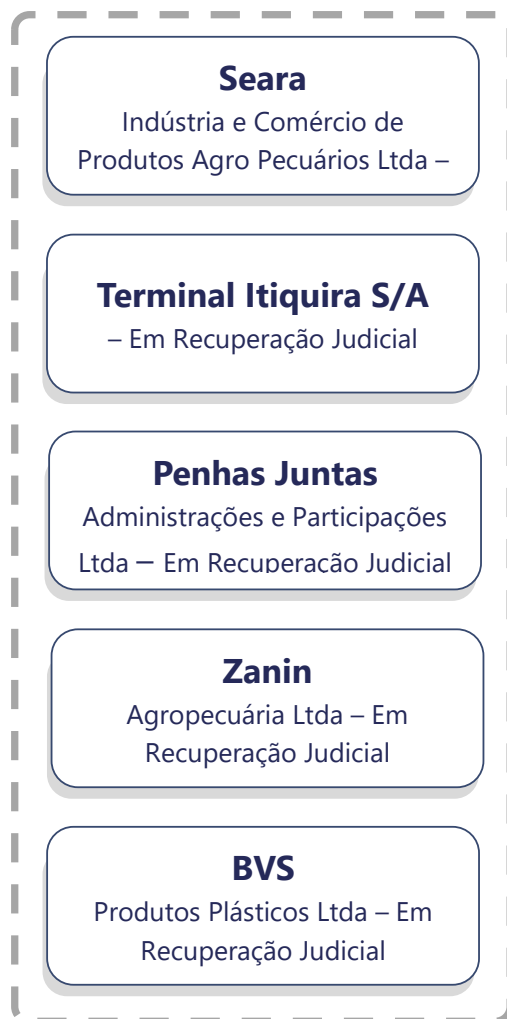 Seara
Indústria e Comércio de
Produtos Agro Pecuários Ltda –
Terminal Itiquira S/A
– Em Recuperação Judicial
Penhas Juntas
Administrações e Participações
Ltda – Em Recuperação Judicial
Zanin
Agropecuária Ltda – Em
Recuperação Judicial
BVS
Produtos Plásticos Ltda – Em
Recuperação Judicial